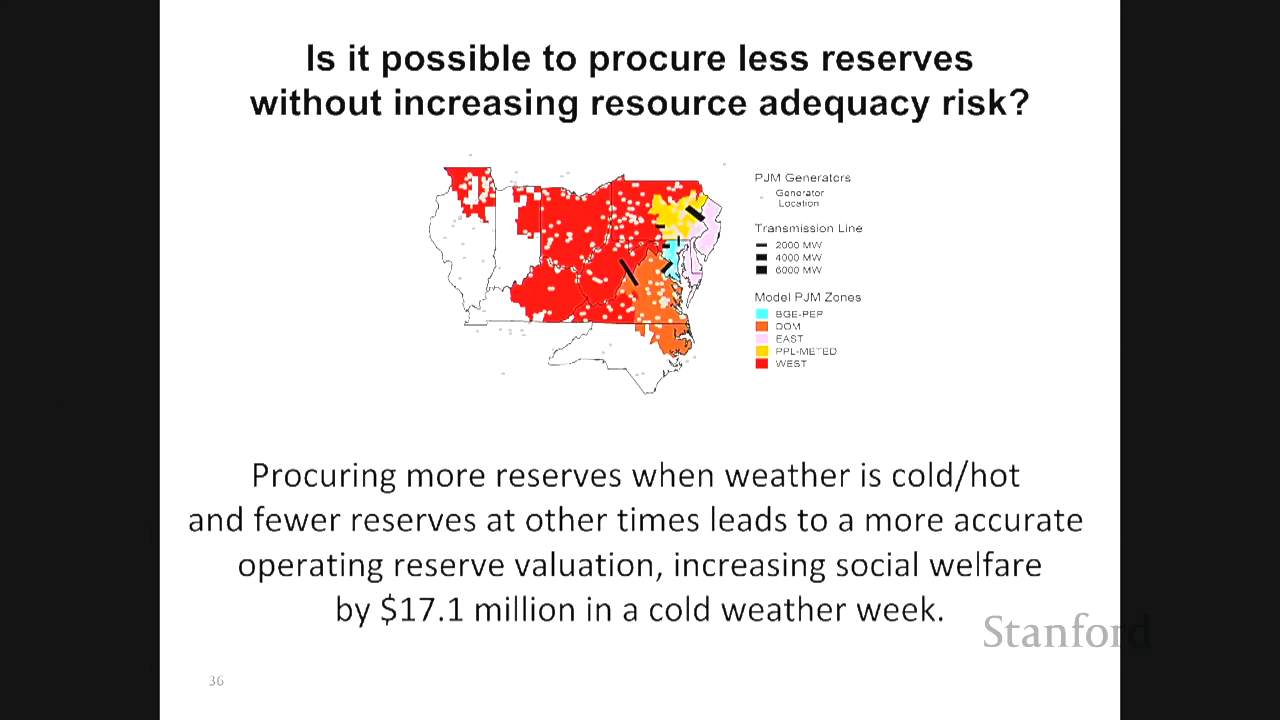 Is it possible to procure less reserves
without increasing resource adequacy risk?
PJM Generators
Generator
Location
Transmission Line
2000 MW
4000 MW
6000 MW
Model PJM Zones
BGE-PEP
DOM
EAST
PPL-METED
WEST
Procuring more reserves when weather is cold/hot
and fewer reserves at other times leads to a more accurate
operating reserve valuation, increasing social welfare
by $17.1 million in a cold weather week.
Stanford
36